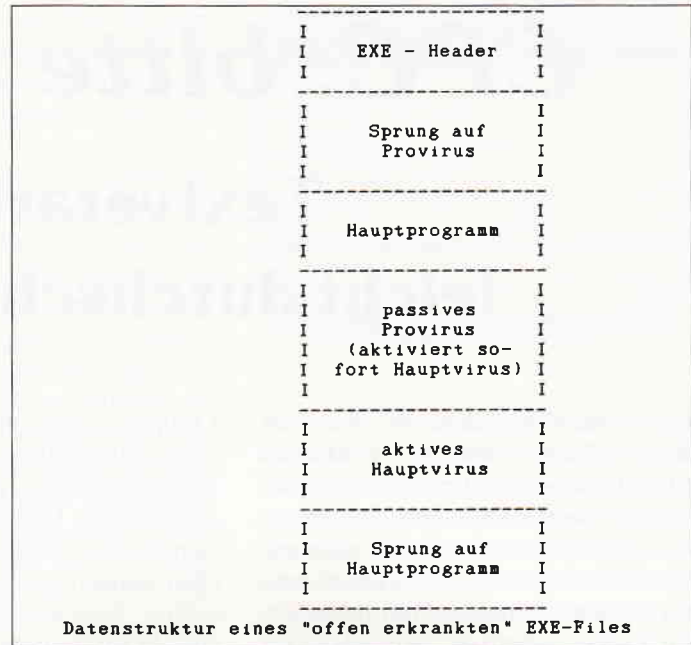 EXE - Header
Sprung auf
Provirus
Hauptprogramm
passives
Provirus
(aktiviert so-
fort Hauptvirus)
aktives
Hauptvirus
Sprung auf
Hauptprogramm
Datenstruktur eines "offen erkrankten" EXE-Files